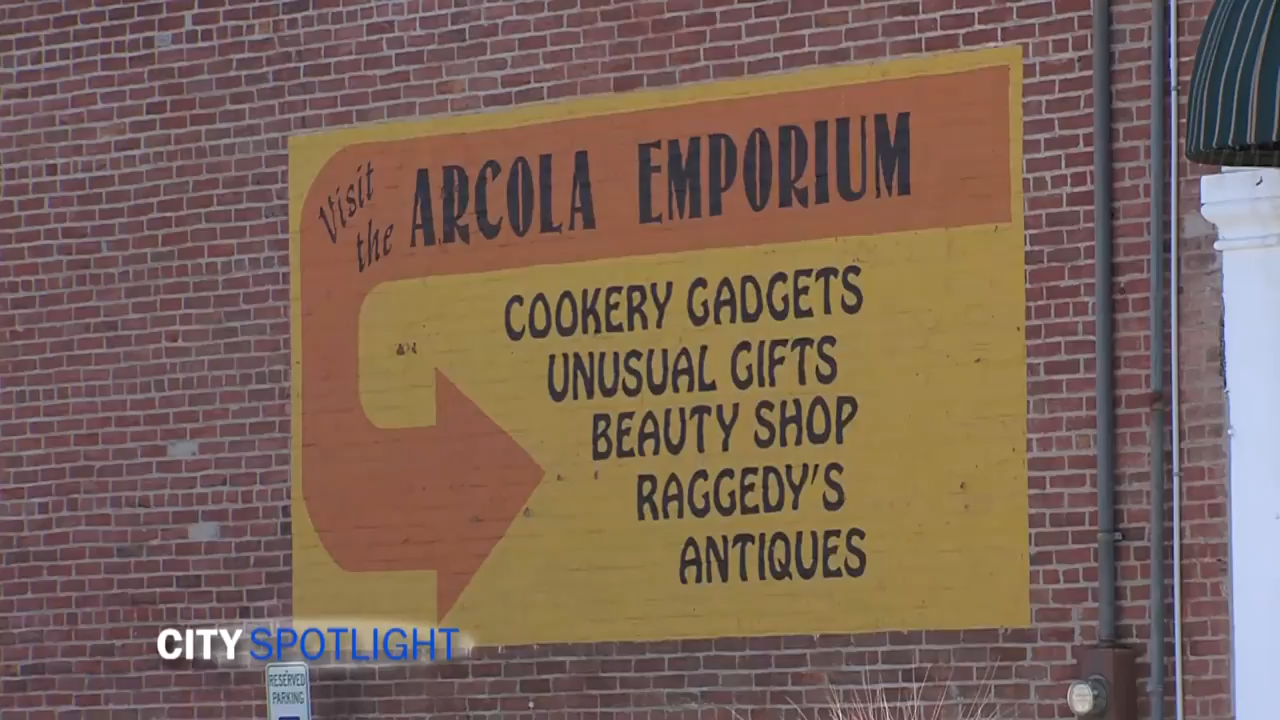 Visit
the ARCOLA EMPORIUM
COOKERY GADGETS
UNUSUAL GIFTS
BEAUTY SHOP
RAGGEDY'S
ANTIQUES
CITY SPOTLIGHT
RESERVED
PARKING